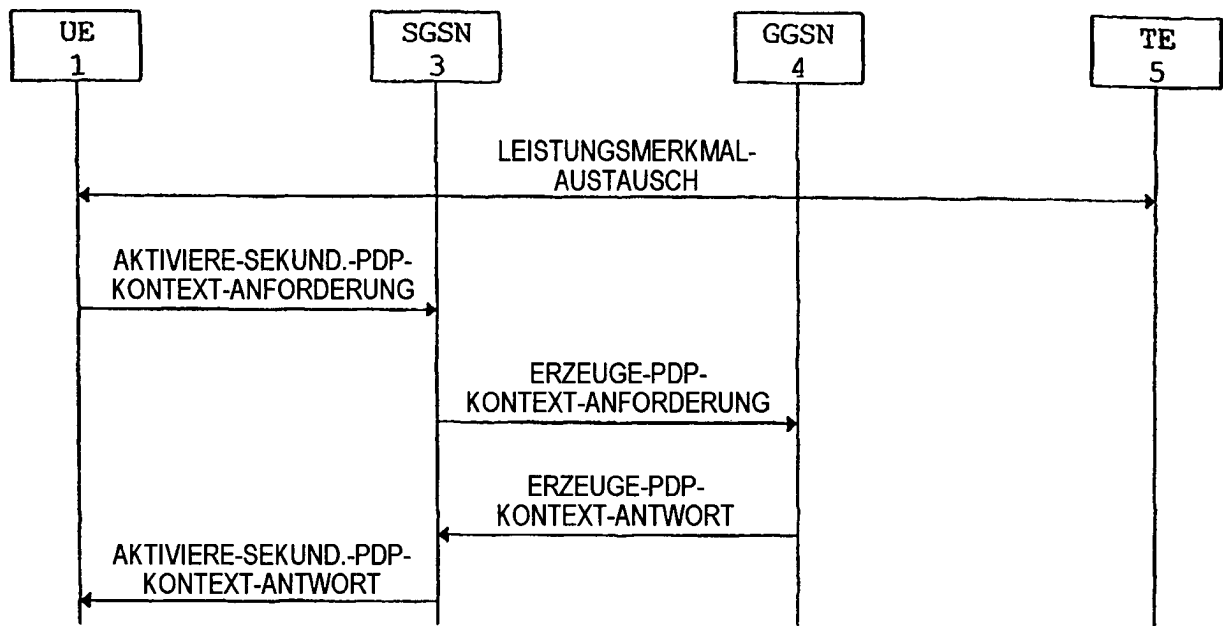 UE
1
SGSN
3
GGSN
4
TE
5
LEISTUNGSMERKMAL-
AUSTAUSCH
AKTIVIERE-SEKUND.-PDP-
KONTEXT-ANFORDERUNG
ERZEUGE-PDP-
KONTEXT-ANFORDERUNG
ERZEUGE-PDP-
KONTEXT-ANTWORT
AKTIVIERE-SEKUND.-PDP-
KONTEXT-ANTWORT